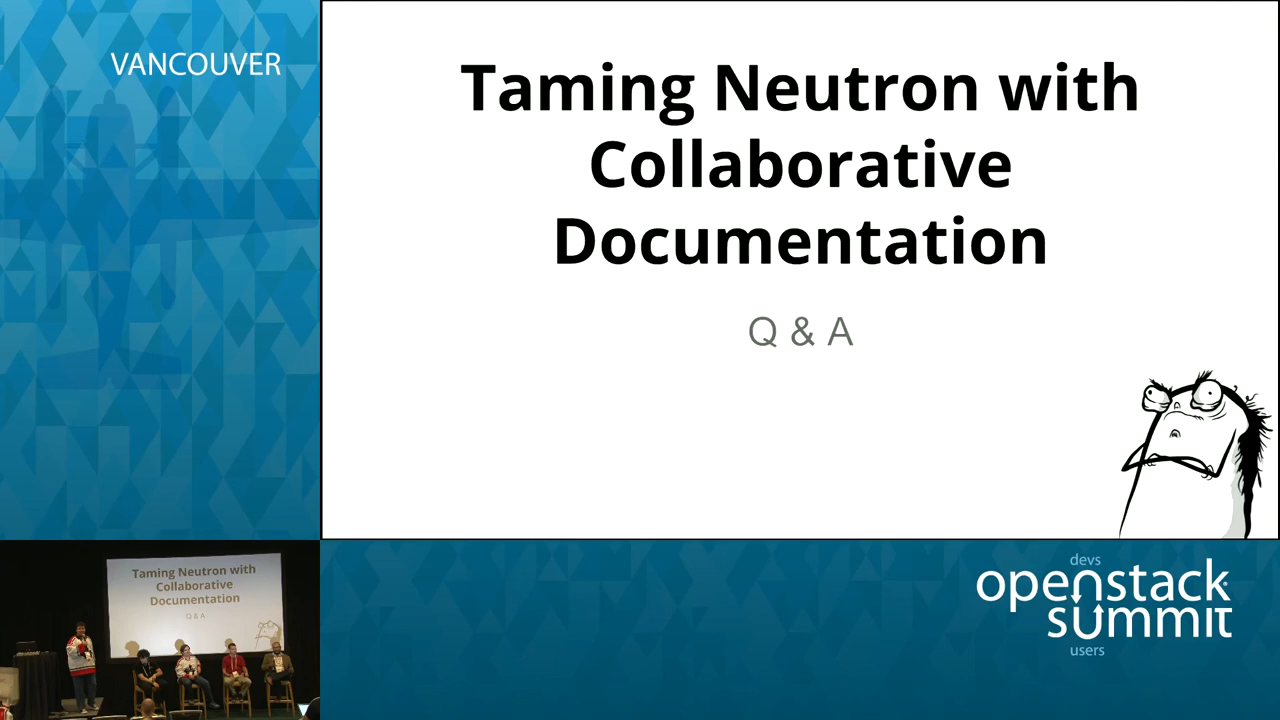 VANCOUVER
Taming Neutron with
Collaborative
Documentation
Q & A
Taming Neutron with
Collaborative
Documentation
Q & A
devs
openstack
summit
users